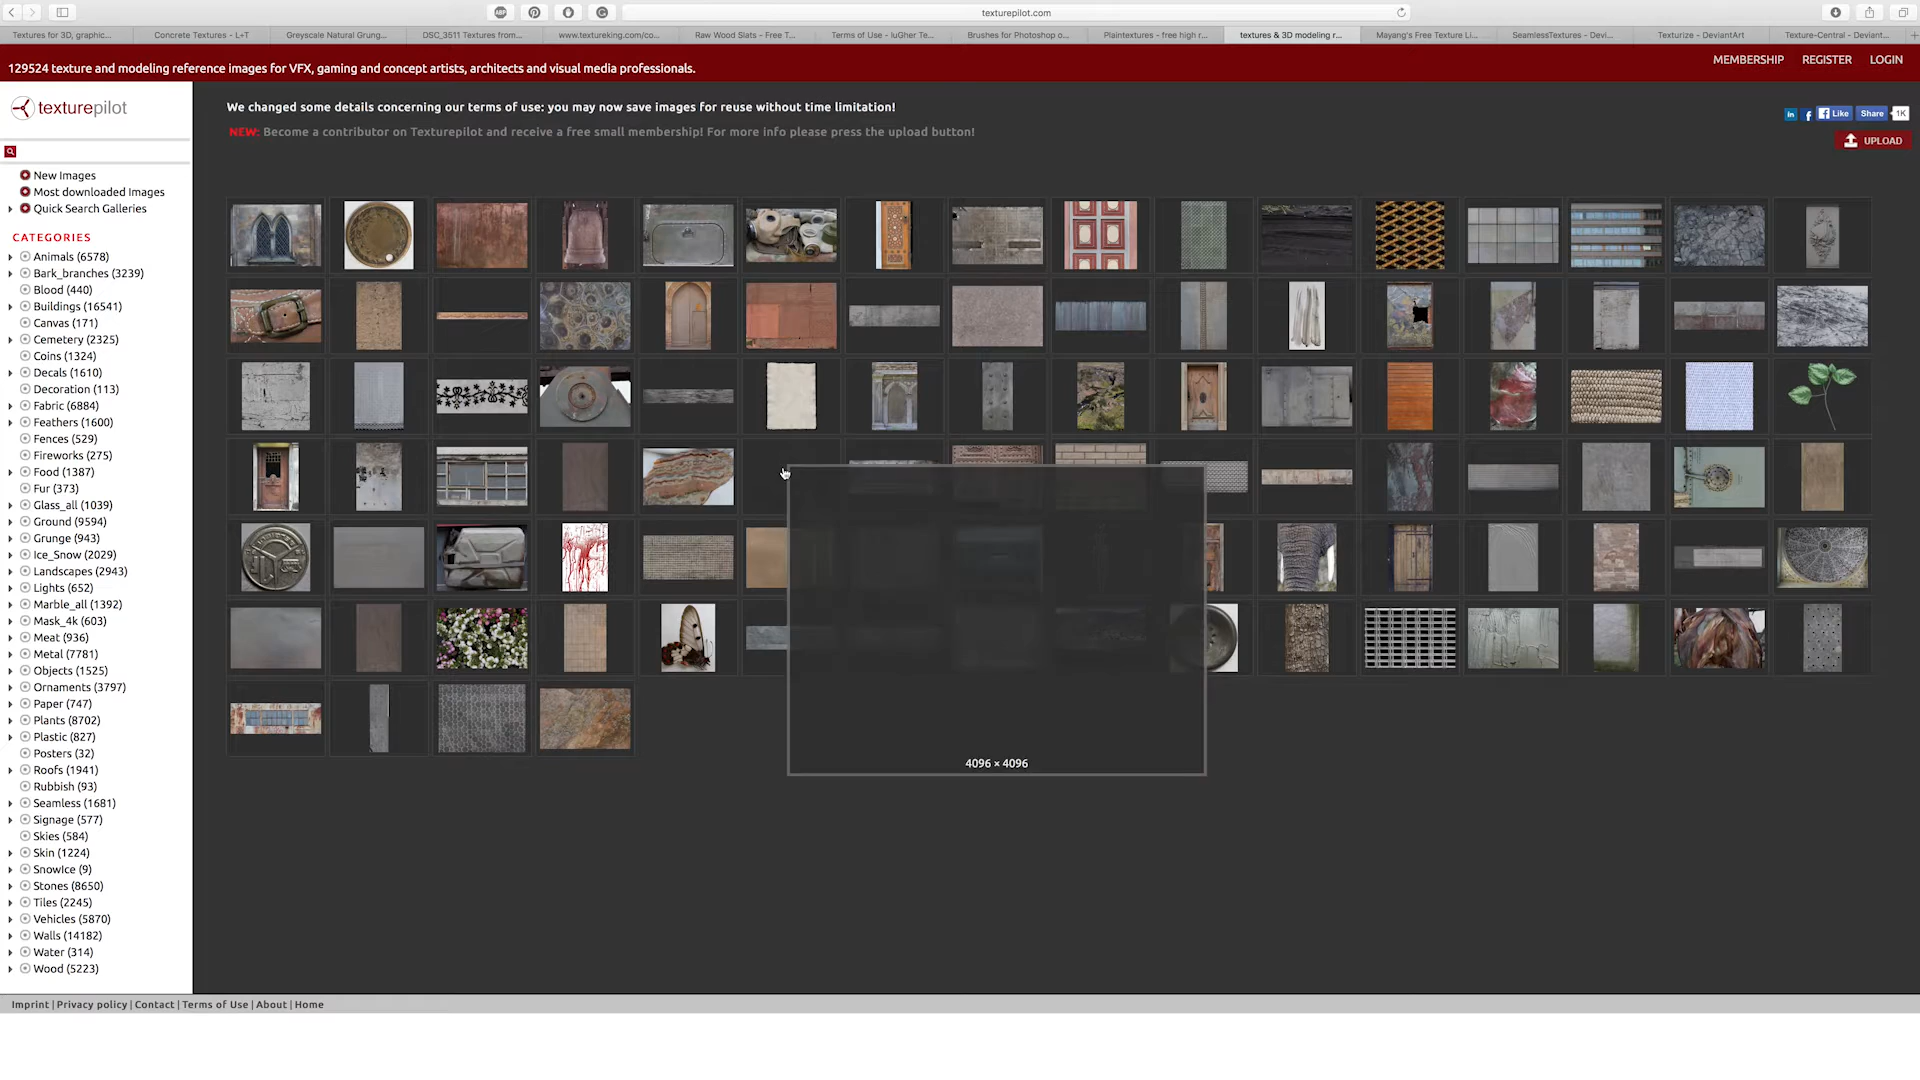 texturepilot.com
Textures for 3D, graphic...
Concrete Textures - L+T
Greyscale Natural Grung...
DSC_3511 Textures from...
www.textureking.com/co...
Raw Wood Slats - Free T...
Terms of Use - luGher Te...
Brushes for Photoshop o...
Plaintextures - free high r...
textures & 3D modeling r...
Mayang's Free Texture Li...
SeamlessTextures - Devi...
Texturize - DeviantArt
Texture-Central - Deviant...
129524 texture and modeling reference images for VFX, gaming and concept artists, architects and visual media professionals.
MEMBERSHIP REGISTER LOGIN
texturepilot
We changed some details concerning our terms of use: you may now save images for reuse without time limitation!
NEW: Become a contributor on Texturepilot and receive a free small membership! For more info please press the upload button!
Like Share 1K
UPLOAD
New Images
Most downloaded Images
Quick Search Galleries
CATEGORIES
Animals (6578)
Bark_branches (3239)
Blood (440)
Buildings (16541)
Canvas (171)
Cemetery (2325)
Coins (1324)
Decals (1610)
Decoration (113)
Fabric (6884)
Feathers (1600)
Fences (529)
Fireworks (275)
Food (1387)
Fur (373)
Glass_all (1039)
Ground (9594)
Grunge (943)
Ice_Snow (2029)
Landscapes (2943)
Lights (652)
Marble_all (1392)
Mask_4k (603)
Meat (936)
Metal (7781)
Objects (1525)
Ornaments (3797)
Paper (747)
Plants (8702)
Plastic (827)
Posters (32)
Roofs (1941)
Rubbish (93)
Seamless (1681)
Signage (577)
Skies (584)
Skin (1224)
SnowIce (9)
Stones (8650)
Tiles (2245)
Vehicles (5870)
Walls (14182)
Water (314)
Wood (5223)
4096 × 4096
Imprint | Privacy policy | Contact | Terms of Use | About | Home